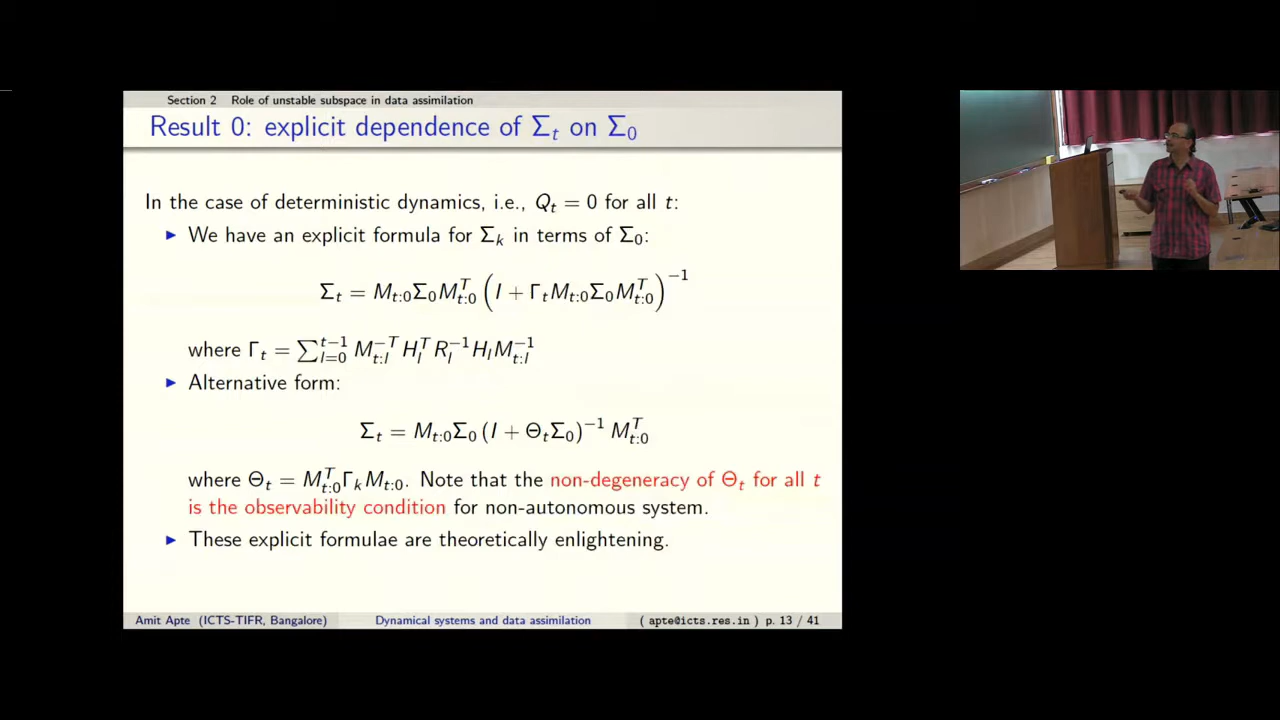 Section 2 Role of unstable subspace in data assimilation
Result 0: explicit dependence of Σ_t on Σ_0
In the case of deterministic dynamics, i.e., Q_t = 0 for all t:
▶ We have an explicit formula for Σ_k in terms of Σ_0:
Σ_t = M_{t:0}Σ_0M_{t:0}^T (I + Γ_tM_{t:0}Σ_0M_{t:0}^T)^{-1}
where Γ_t = ∑_{l=0}^{t-1} M_{t:l}^{-T} H_l^T R_l^{-1} H_l M_{t:l}^{-1}
▶ Alternative form:
Σ_t = M_{t:0}Σ_0 (I + Θ_tΣ_0)^{-1} M_{t:0}^T
where Θ_t = M_{t:0}^T Γ_k M_{t:0}. Note that the non-degeneracy of Θ_t for all t
is the observability condition for non-autonomous system.
▶ These explicit formulae are theoretically enlightening.
Amit Apte (ICTS-TIFR, Bangalore) Dynamical systems and data assimilation ( apte@icts.res.in ) p. 13 / 41